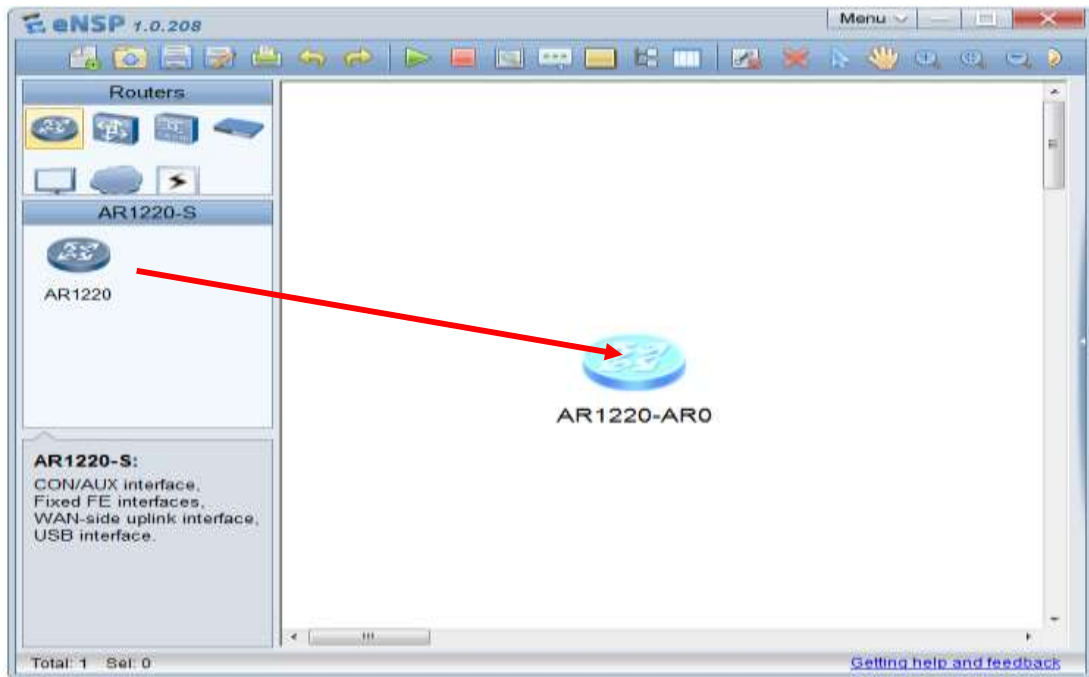 eNSP 1.0.208
Menu
Routers
AR1220-S
AR1220
AR1220-AR0
AR1220-S:
CON/AUX interface,
Fixed FE interfaces,
WAN-side uplink interface,
USB interface.
Total: 1 Sel: 0
Getting help and feedback